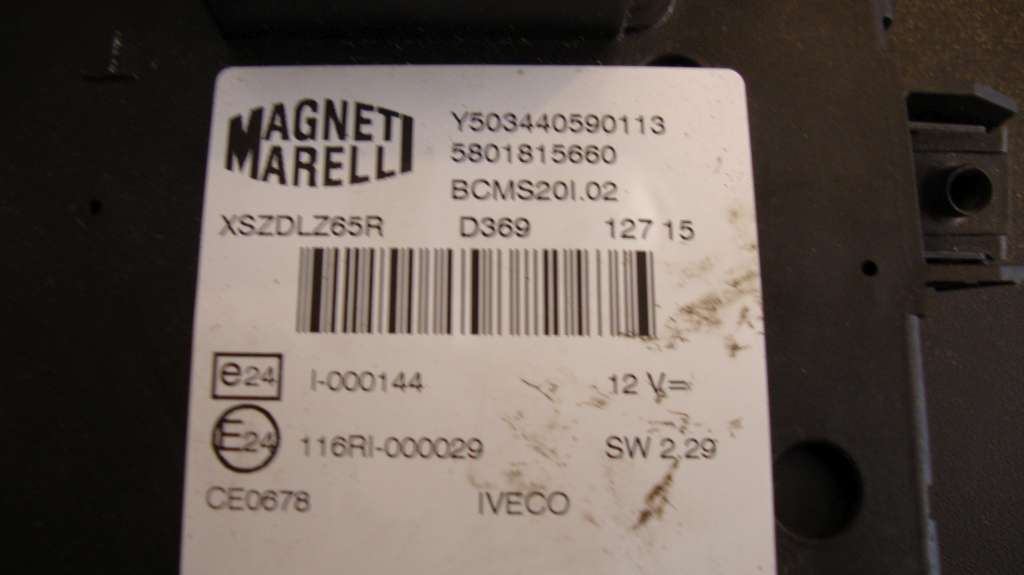 MAGNETI
MARELLI
Y503440590113
5801815660
BCMS20I.02
XSZDLZ65R D369 127 15
e24 I-000144 12 V=
E24 116RI-000029 SW 2.29
CE0678 IVECO